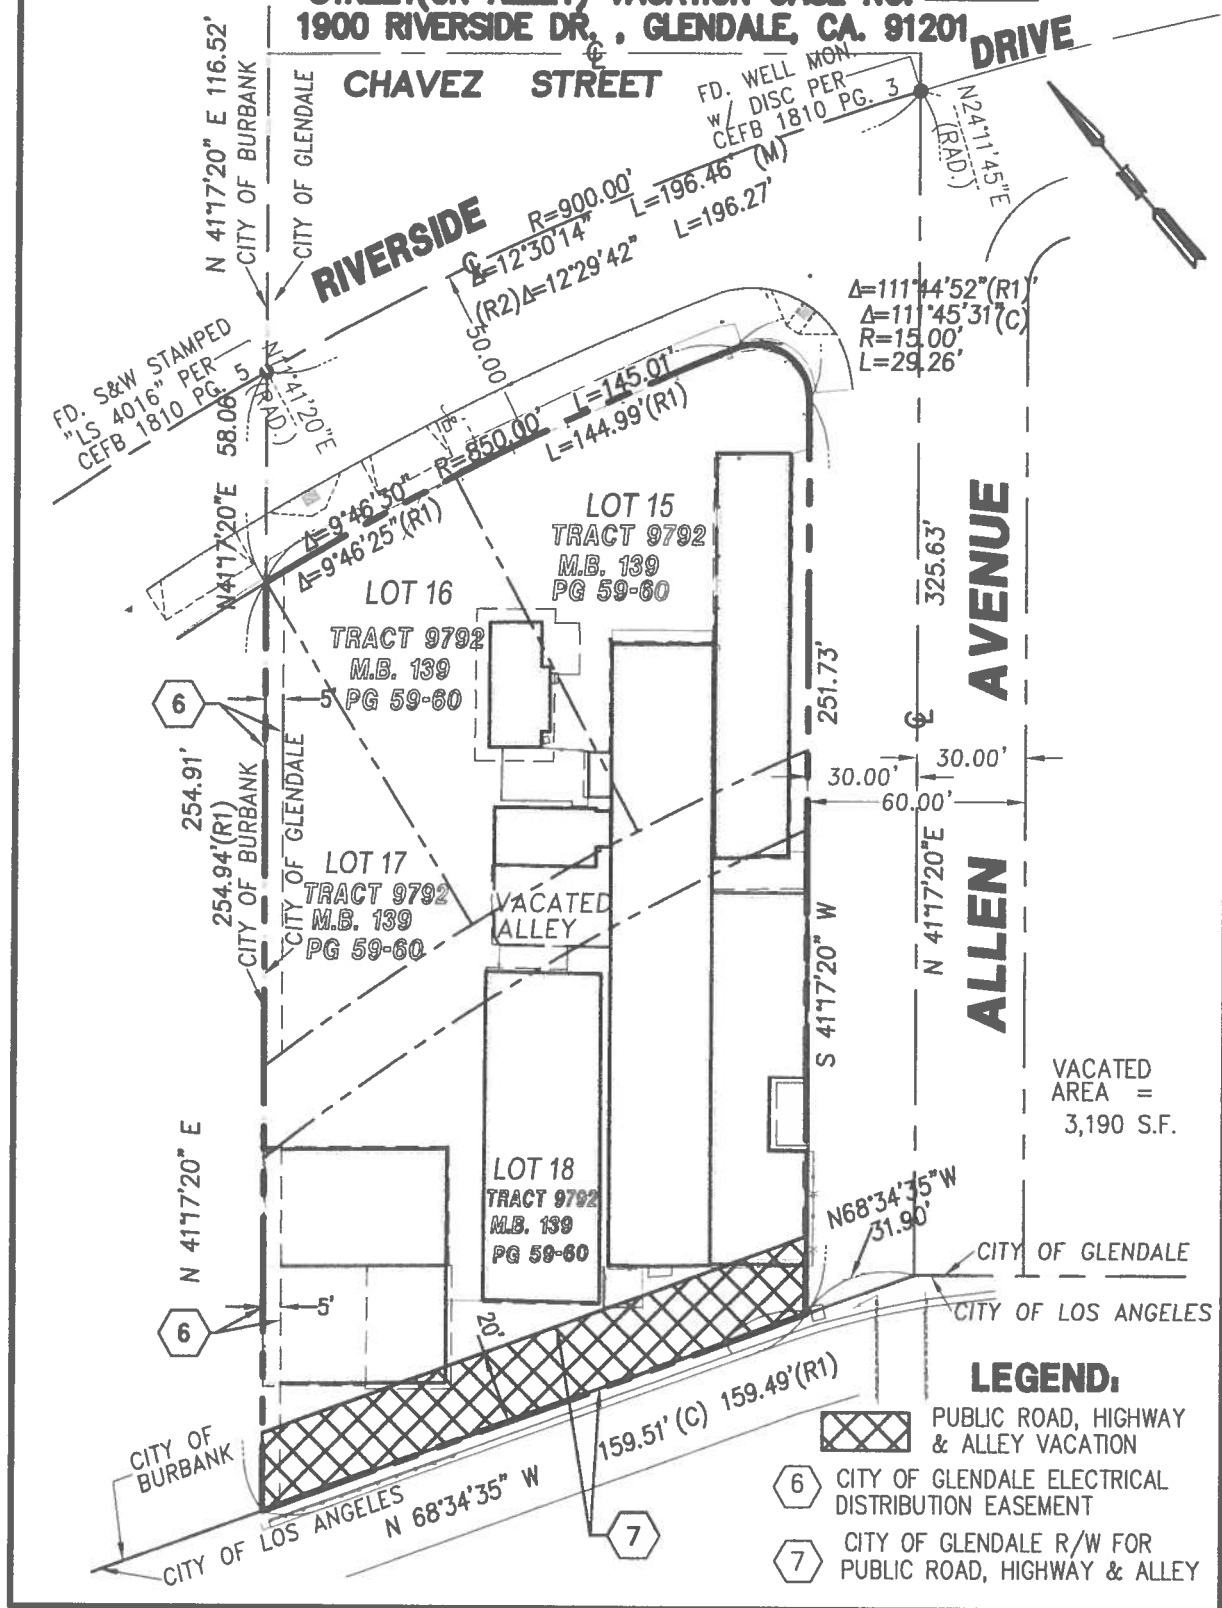 STREET(OR ALLEY) VACATION CASE NO.
1900 RIVERSIDE DR. , GLENDALE, CA. 91201
CHAVEZ STREET
DRIVE
FD. WELL MON.
w/ DISC PER
CEFB 1810 PG. 3
N24°11'45"E
(RAD.)
N 41°17'20" E 116.52'
CITY OF BURBANK
CITY OF GLENDALE
RIVERSIDE
R=900.00'
L=196.46' (M)
Δ=12°30'14"
L=196.27'
(R2)Δ=12°29'42"
50.00'
Δ=111°44'52"(R1)
Δ=111°45'31"(C)
R=15.00'
L=29.26'
FD. S&W STAMPED
"LS 4016" PER
CEFB 1810 PG. 5
(RAD.)
N41°17'20"E 58.06'
R=850.00'
L=145.01'
L=144.99'(R1)
Δ=9°46'30"
Δ=9°46'25"(R1)
LOT 15
TRACT 9792
M.B. 139
PG 59-60
LOT 16
TRACT 9792
M.B. 139
PG 59-60
6
5'
254.91'
254.94'(R1)
CITY OF BURBANK
CITY OF GLENDALE
LOT 17
TRACT 9792
M.B. 139
PG 59-60
VACATED
ALLEY
251.73'
S 41°17'20" W
325.63'
N 41°17'20"E
30.00'
30.00'
60.00'
ALLEN AVENUE
VACATED
AREA =
3,190 S.F.
N 41°17'20" E
6
5'
LOT 18
TRACT 9792
M.B. 139
PG 59-60
20'
N68°34'35"W
31.90'
CITY OF GLENDALE
CITY OF LOS ANGELES
159.51' (C) 159.49'(R1)
N 68°34'35" W
CITY OF
BURBANK
CITY OF LOS ANGELES
7
LEGEND:
PUBLIC ROAD, HIGHWAY
& ALLEY VACATION
6 CITY OF GLENDALE ELECTRICAL
DISTRIBUTION EASEMENT
7 CITY OF GLENDALE R/W FOR
PUBLIC ROAD, HIGHWAY & ALLEY